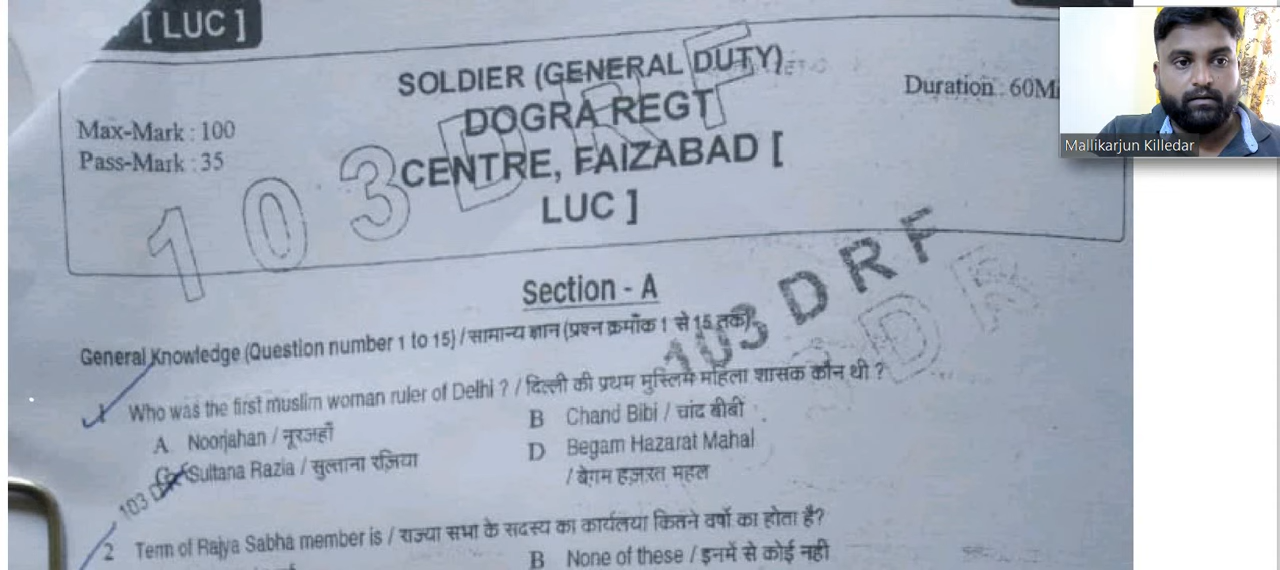 [ LUC ]
SOLDIER (GENERAL DUTY)
DOGRA REGT
CENTRE, FAIZABAD [
LUC ]
Max-Mark : 100
Pass-Mark : 35
Duration : 60Mi
Mallikarjun Killedar
103 DRF
103 DRF
Section - A
General Knowledge (Question number 1 to 15) / सामान्य ज्ञान (प्रश्न क्रमाँक 1 से 15 तक)
1 Who was the first muslim woman ruler of Delhi ? / दिल्ली की प्रथम मुस्लिम महिला शासक कौन थी ?
A Noorjahan / नूरजहाँ
B Chand Bibi / चांद बीबी
Sultana Razia / सुल्ताना रज़िया
D Begam Hazarat Mahal
/ बेगम हज़रत महल
103
2 Term of Rajya Sabha member is / राज्या सभा के सदस्य का कार्यलया कितने वर्षो का होता है?
B None of these / इनमें से कोई नही